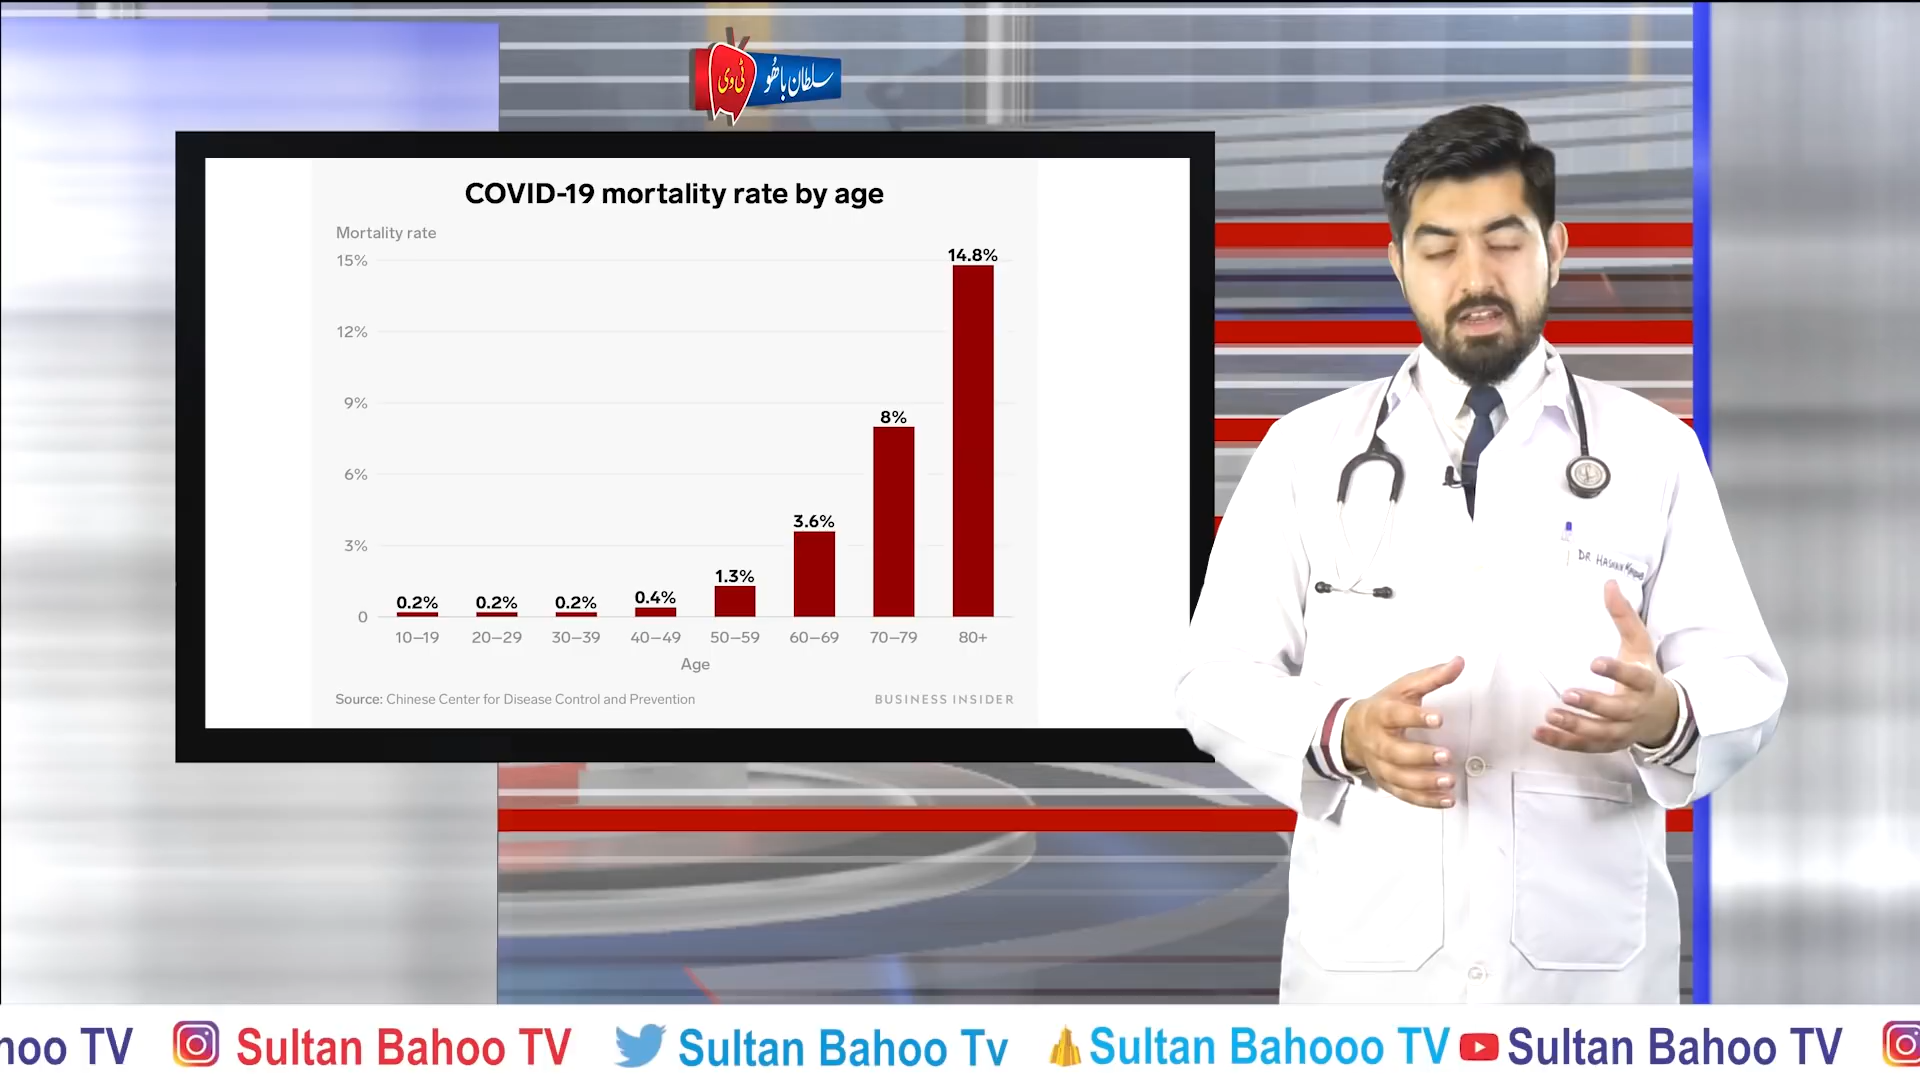 سلطان باھُو ٹی وی
COVID-19 mortality rate by age
Mortality rate
15%
12%
9%
6%
3%
0
0.2%
0.2%
0.2%
0.4%
1.3%
3.6%
8%
14.8%
10–19
20–29
30–39
40–49
50–59
60–69
70–79
80+
Age
Source: Chinese Center for Disease Control and Prevention
BUSINESS INSIDER
DR
hoo TV Sultan Bahoo TV Sultan Bahoo Tv Sultan Bahooo TV Sultan Bahoo TV